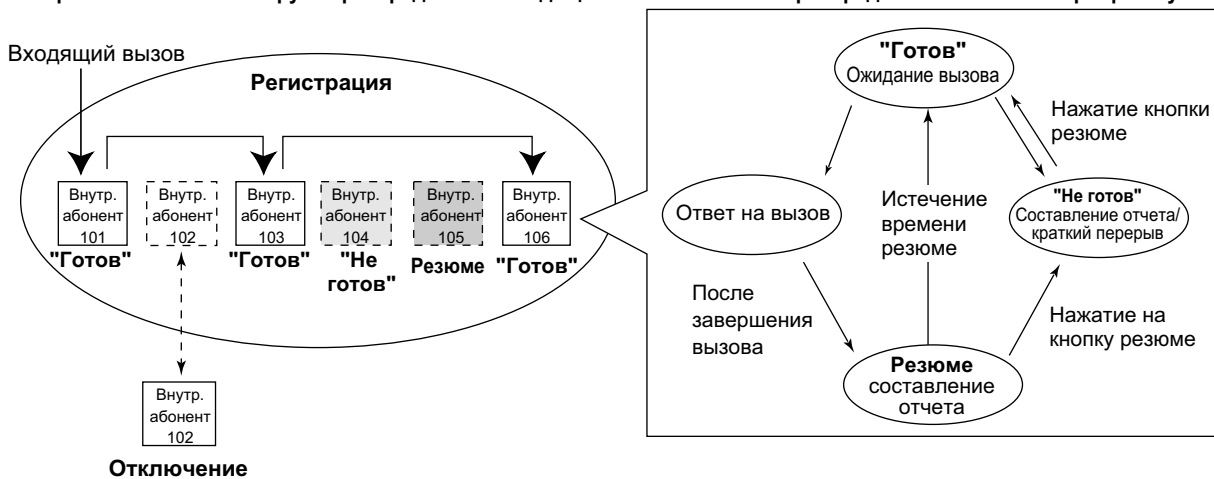 Входящий вызов
Регистрация
Внутр.
абонент
101
"Готов"
Внутр.
абонент
102
Внутр.
абонент
103
"Готов"
Внутр.
абонент
104
"Не
готов"
Внутр.
абонент
105
Резюме
Внутр.
абонент
106
"Готов"
Внутр.
абонент
102
Отключение
"Готов"
Ожидание вызова
Нажатие кнопки
резюме
Ответ на вызов
Истечение
времени
резюме
"Не готов"
Составление отчета/
краткий перерыв
После
завершения
вызова
Нажатие на
кнопку резюме
Резюме
составление
отчета